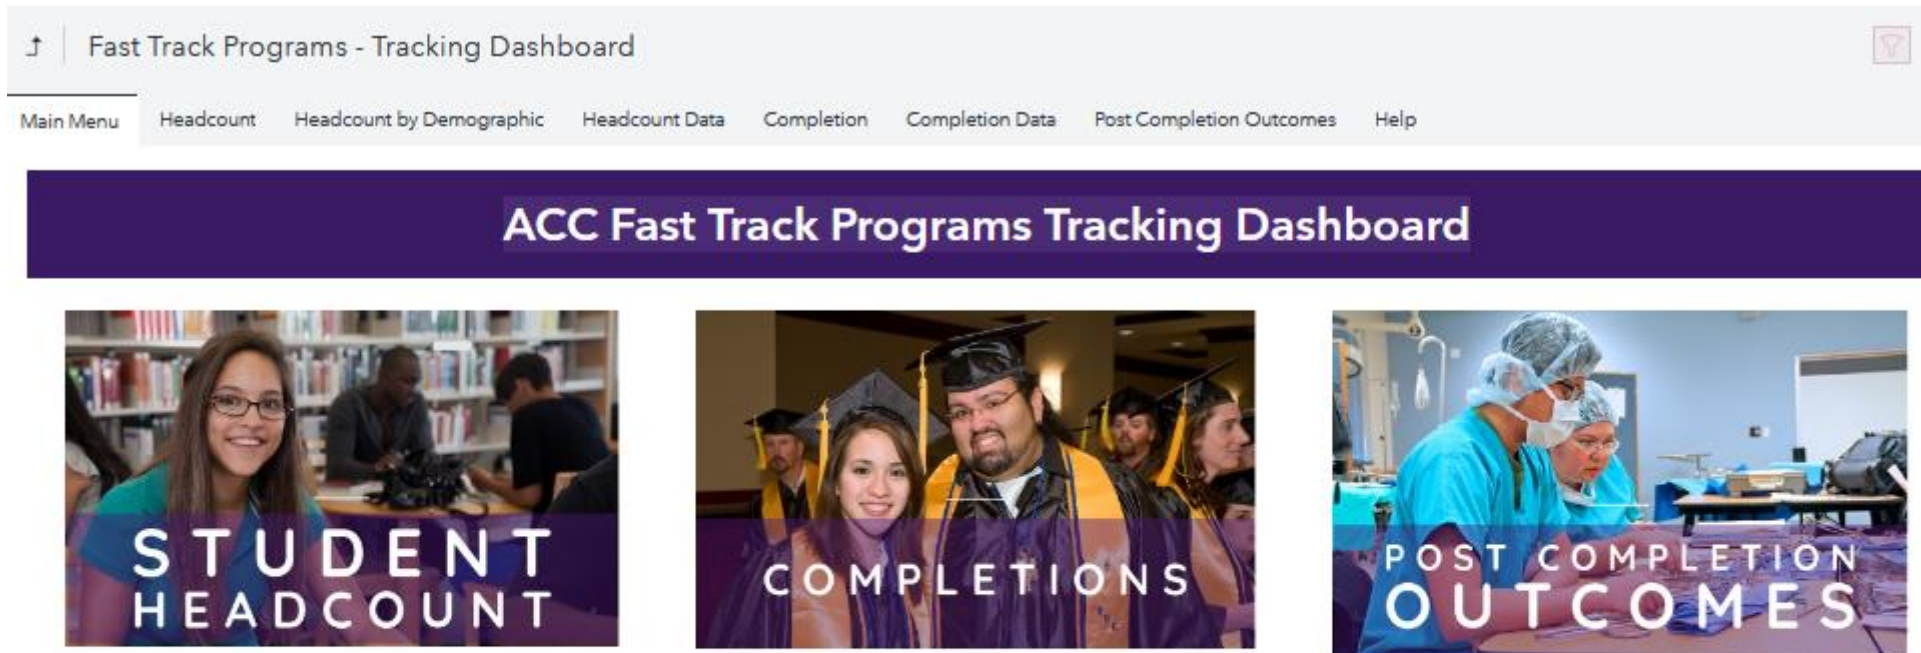 Fast Track Programs - Tracking Dashboard
Main Menu Headcount Headcount by Demographic Headcount Data Completion Completion Data Post Completion Outcomes Help
ACC Fast Track Programs Tracking Dashboard
STUDENT
HEADCOUNT
COMPLETIONS
POST COMPLETION
OUTCOMES